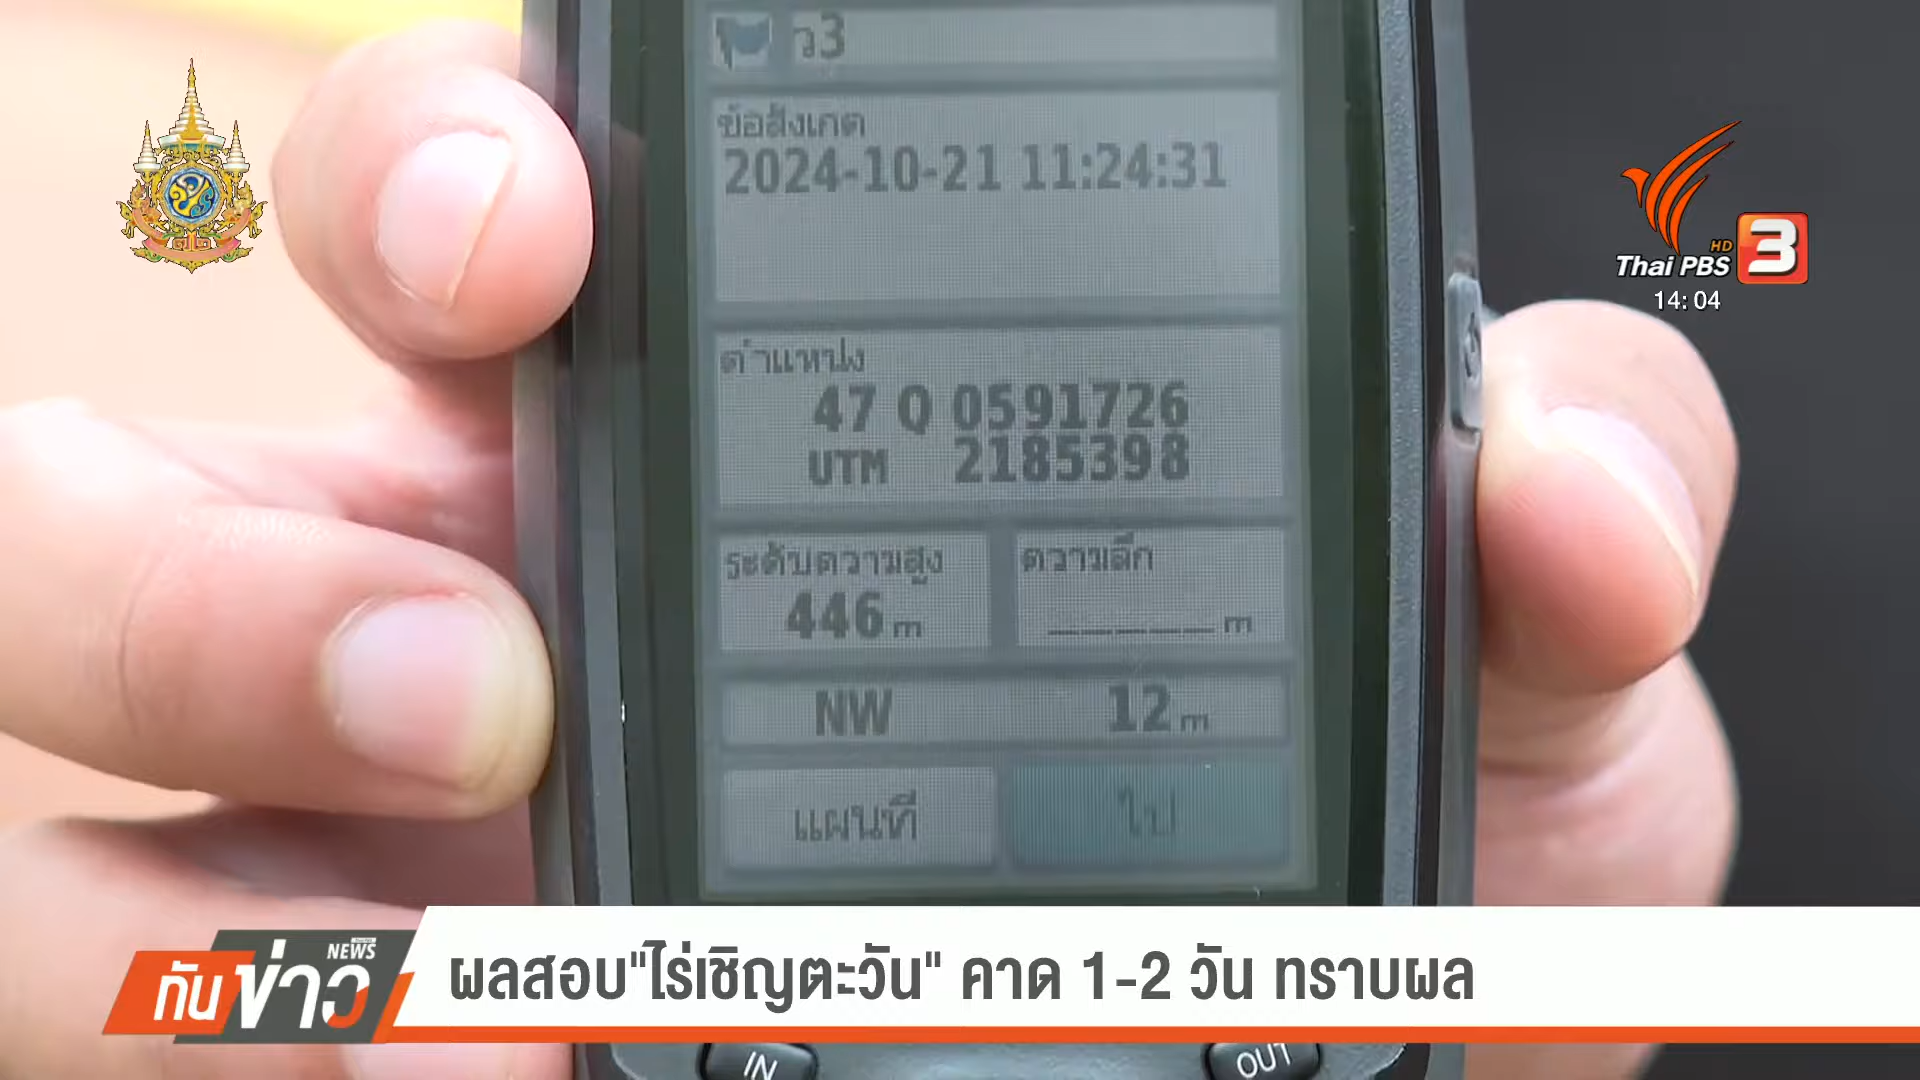 ว3
ข้อสังเกต
2024-10-21 11:24:31
ตำแหน่ง
47 Q 0591726
UTM 2185398
ระดับความสูง
446 m
ความลึก
_____ m
NW 12 m
แผนที่
ไป
๗๒
HD
Thai PBS 3
14:04
NEWS
ทันข่าว
ผลสอบ"ไร่เชิญตะวัน" คาด 1-2 วัน ทราบผล
IN
OUT